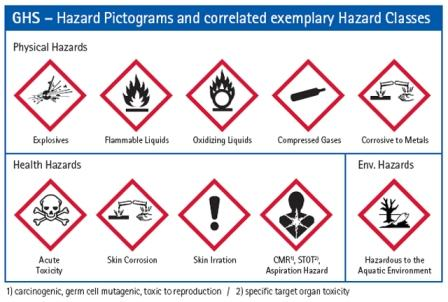 GHS – Hazard Pictograms and correlated exemplary Hazard Classes
Physical Hazards
Explosives
Flammable Liquids
Oxidizing Liquids
Compressed Gases
Corrosive to Metals
Health Hazards
Env. Hazards
Acute
Toxicity
Skin Corrosion
Skin Irration
CMR¹⁾, STOT²⁾,
Aspiration Hazard
Hazardous to the
Aquatic Environment
1) carcinogenic, germ cell mutagenic, toxic to reproduction / 2) specific target organ toxicity